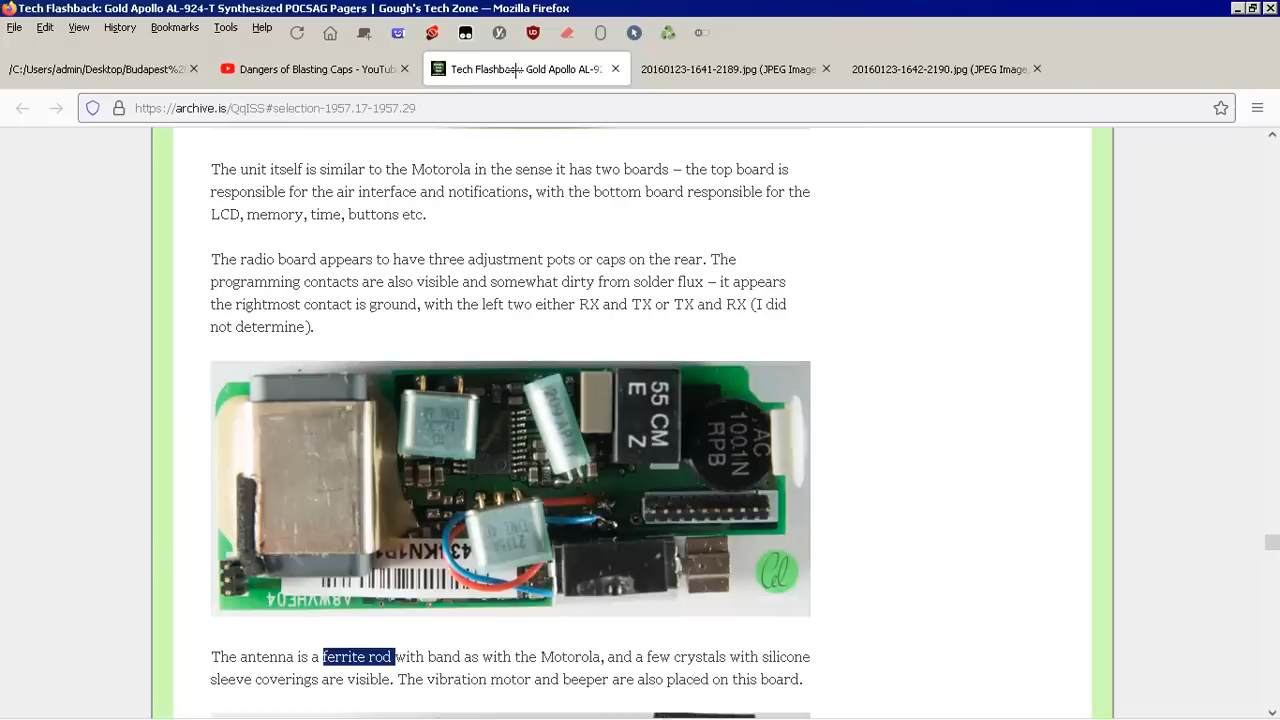 Tech Flashback: Gold Apollo AL-924-T Synthesized POCSAG Pagers | Gough's Tech Zone — Mozilla Firefox
File Edit View History Bookmarks Tools Help
/C:/Users/admin/Desktop/Budapest%20
Dangers of Blasting Caps - YouTube
Tech Flashback: Gold Apollo AL-92
20160123-1641-2189.jpg (JPEG Image
20160123-1642-2190.jpg (JPEG Image,
https://archive.is/QqISS#selection-1957.17-1957.29
The unit itself is similar to the Motorola in the sense it has two boards – the top board is
responsible for the air interface and notifications, with the bottom board responsible for the
LCD, memory, time, buttons etc.
The radio board appears to have three adjustment pots or caps on the rear. The
programming contacts are also visible and somewhat dirty from solder flux – it appears
the rightmost contact is ground, with the left two either RX and TX or TX and RX (I did
not determine).
55 CM
E Z
AC
1001N
RPB
Cel
A8WVHE04
The antenna is a ferrite rod with band as with the Motorola, and a few crystals with silicone
sleeve coverings are visible. The vibration motor and beeper are also placed on this board.